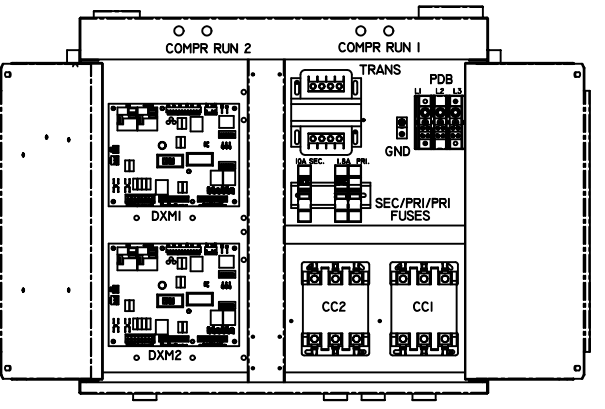 COMPR RUN 2
COMPR RUN 1
TRANS
PDB
L1 L2 L3
GND
10A SEC. 1.8A PRI.
SEC/PRI/PRI
FUSES
DXM1
CC2
CC1
DXM2